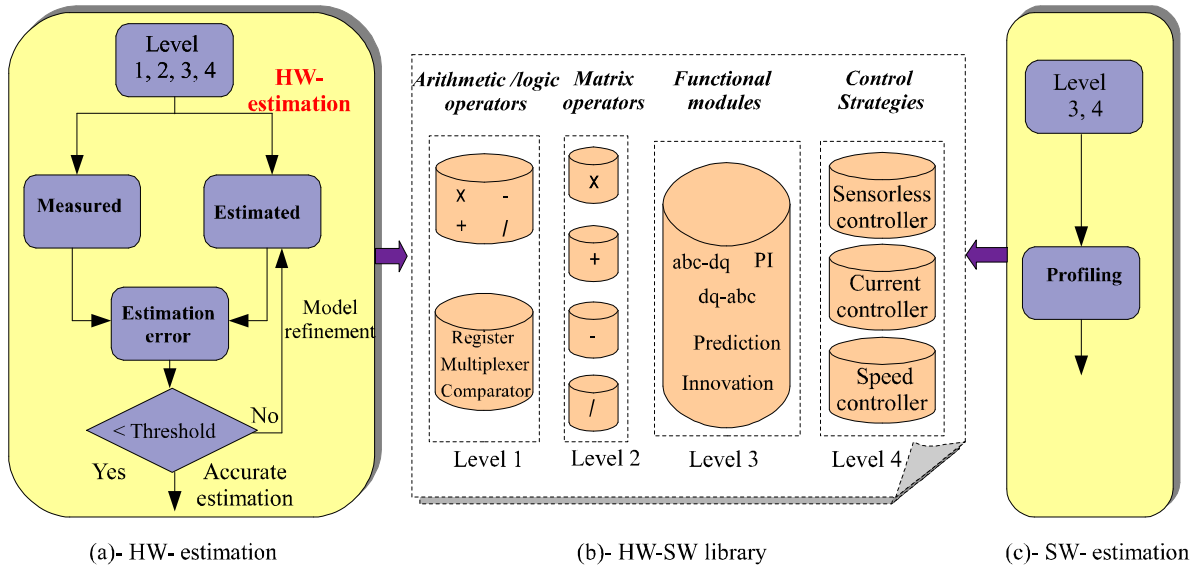 Level
1, 2, 3, 4
HW-
estimation
Measured
Estimated
Estimation
error
Model
refinement
< Threshold
No
Yes
Accurate
estimation
(a)- HW- estimation
Arithmetic /logic
operators
Matrix
operators
Functional
modules
Control
Strategies
x -
+ /
Register
Multiplexer
Comparator
Level 1
x
+
-
/
Level 2
abc-dq PI
dq-abc
Prediction
Innovation
Level 3
Sensorless
controller
Current
controller
Speed
controller
Level 4
(b)- HW-SW library
Level
3, 4
Profiling
(c)- SW- estimation